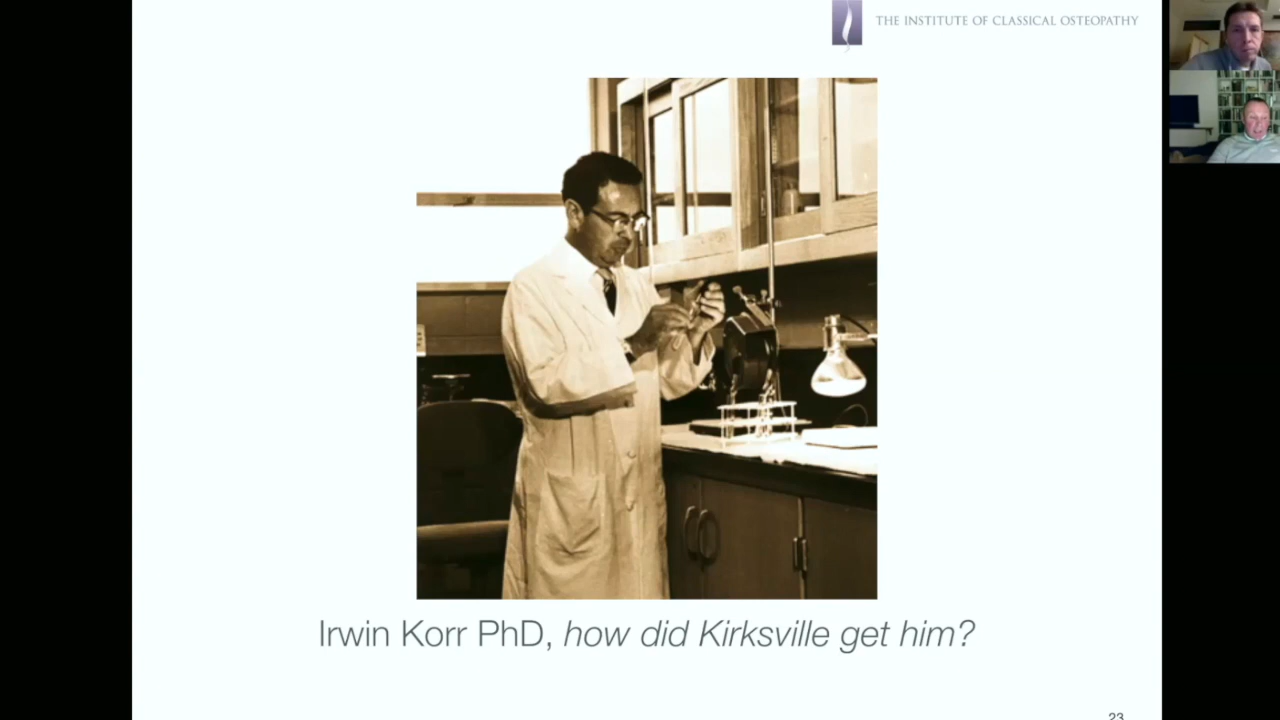 THE INSTITUTE OF CLASSICAL OSTEOPATHY
Irwin Korr PhD, how did Kirksville get him?
23